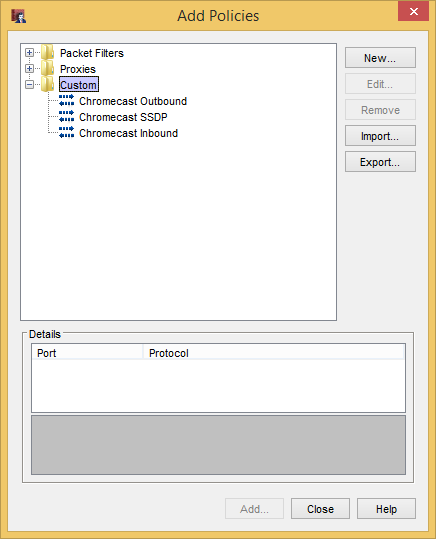 Add Policies
Packet Filters
Proxies
Custom
Chromecast Outbound
Chromecast SSDP
Chromecast Inbound
New...
Edit...
Remove
Import...
Export...
Details
Port Protocol
Add... Close Help